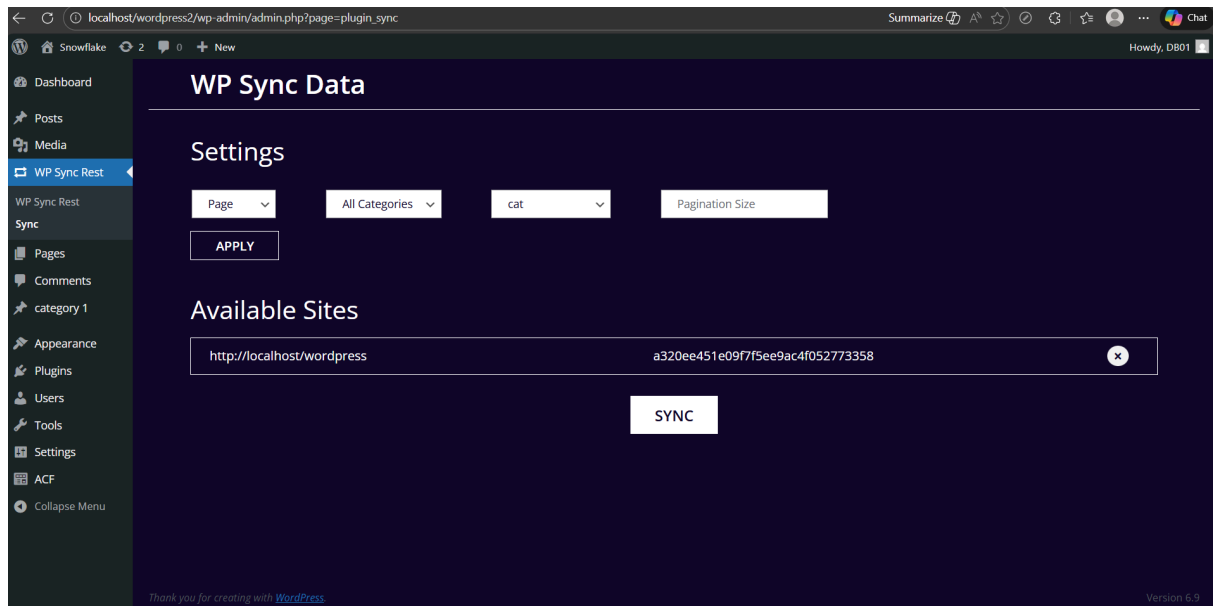 localhost/wordpress2/wp-admin/admin.php?page=plugin_sync Summarize Chat
Snowflake 2 0 New Howdy, DB01
Dashboard
Posts
Media
WP Sync Rest
WP Sync Rest
Sync
Pages
Comments
category 1
Appearance
Plugins
Users
Tools
Settings
ACF
Collapse Menu
WP Sync Data
Settings
Page All Categories cat Pagination Size
APPLY
Available Sites
http://localhost/wordpress a320ee451e09f7f5ee9ac4f052773358
SYNC
Thank you for creating with WordPress. Version 6.9